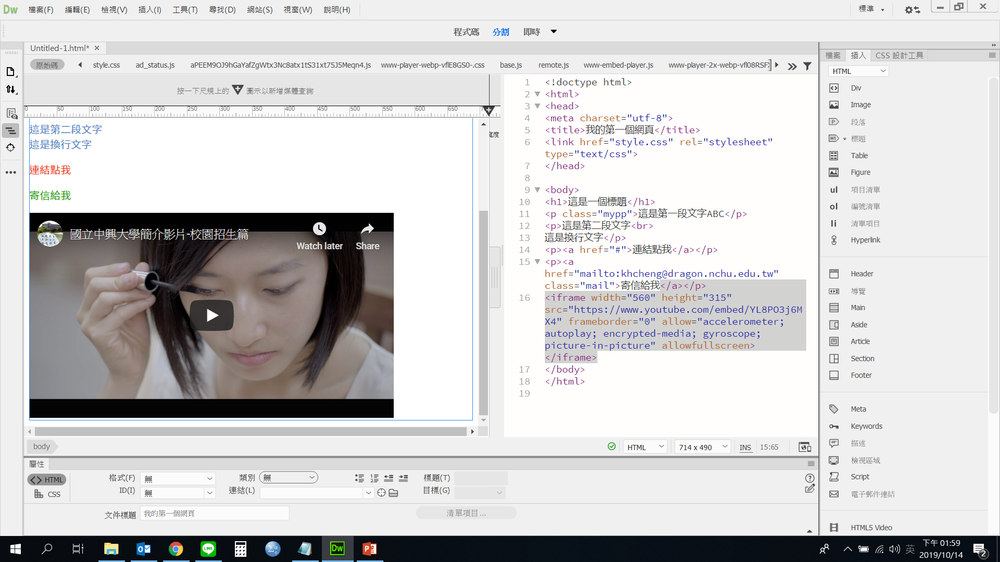 Dw 檔案(F) 編輯(E) 檢視(V) 插入(I) 工具(T) 尋找(D) 網站(S) 視窗(W) 說明(H) 標準
程式碼 分割 即時
Untitled-1.html*
原始碼 style.css ad_status.js aPEEM9OJ9hGaYafZgWtx3Nc8atx1tS31xt75J5Meqn4.js www-player-webp-vflE8GS0-.css base.js remote.js www-embed-player.js www-player-2x-webp-vfl08RSF
按一下尺規上的 圖示以新增媒體查詢
0 50 100 150 200 250 300 350 400 450 500 550 600 650 7
寬度
這是第二段文字
這是換行文字
連結點我
寄信給我
國立中興大學簡介影片-校園招生篇
Watch later Share
1 <!doctype html>
2 <html>
3 <head>
4 <meta charset="utf-8">
5 <title>我的第一個網頁</title>
6 <link href="style.css" rel="stylesheet"
type="text/css">
7 </head>
8
9 <body>
10 <h1>這是一個標題</h1>
11 <p class="mypp">這是第一段文字ABC</p>
12 <p>這是第二段文字<br>
13 這是換行文字</p>
14 <p><a href="#">連結點我</a></p>
15 <p><a
href="mailto:khcheng@dragon.nchu.edu.tw"
class="mail">寄信給我</a></p>
16 <iframe width="560" height="315"
src="https://www.youtube.com/embed/YL8PO3j6M
X4" frameborder="0" allow="accelerometer;
autoplay; encrypted-media; gyroscope;
picture-in-picture" allowfullscreen>
</iframe>
17 </body>
18 </html>
19
檔案 插入 CSS 設計工具
HTML
Div
Image
段落
H1 標題
Table
Figure
ul 項目清單
ol 編號清單
li 清單項目
Hyperlink
Header
導覽
Main
Aside
Article
Section
Footer
Meta
Keywords
描述
檢視區域
Script
電子郵件連結
HTML5 Video
body HTML 714 x 490 INS 15:65
屬性
HTML 格式(F) 無 類別 無 標題(T)
CSS ID(I) 無 連結(L) 目標(G)
文件標題 我的第一個網頁 清單項目...
英 下午 01:59
2019/10/14 2